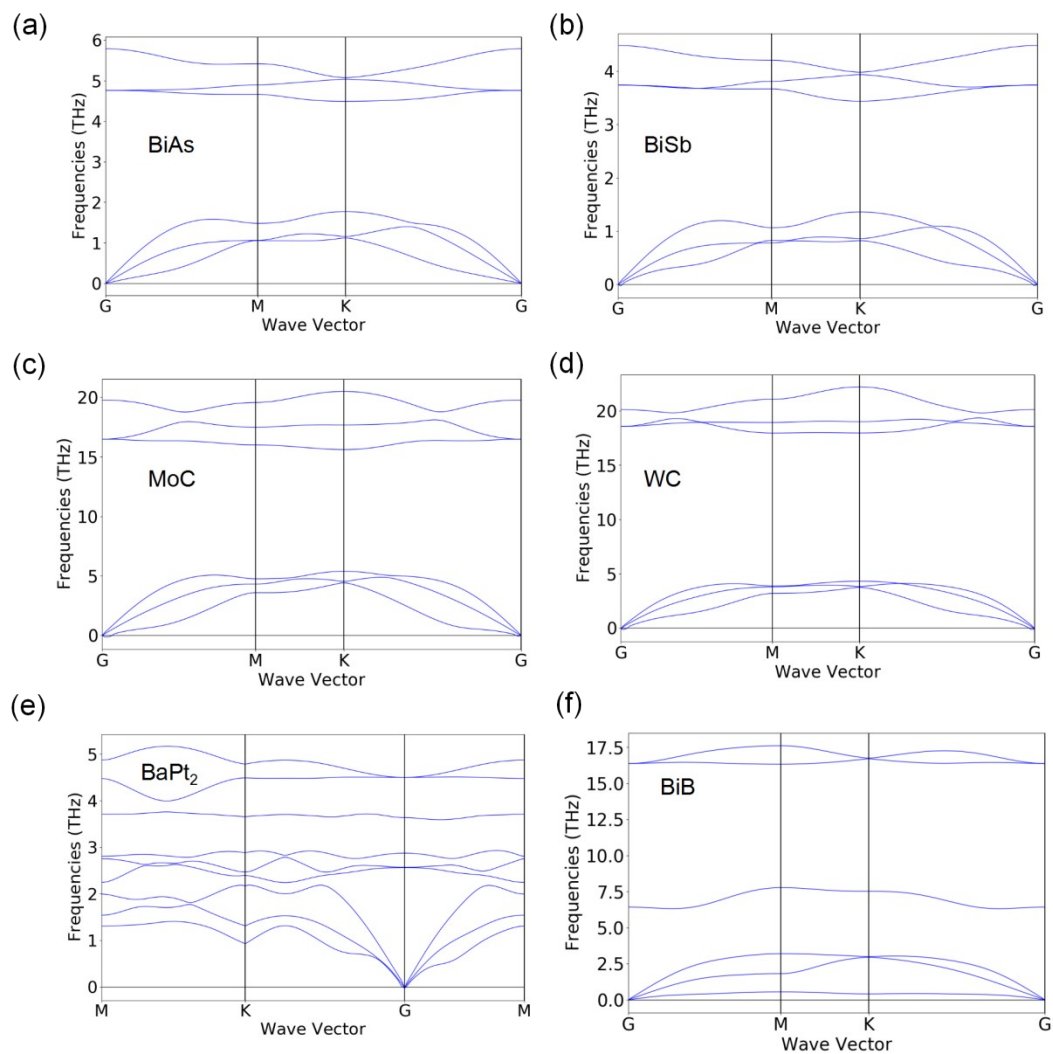 (a)
6
5
4
3
2
1
0
Frequencies (THz)
BiAs
G M K G
Wave Vector
(b)
4
3
2
1
0
Frequencies (THz)
BiSb
G M K G
Wave Vector
(c)
20
15
10
5
0
Frequencies (THz)
MoC
G M K G
Wave Vector
(d)
20
15
10
5
0
Frequencies (THz)
WC
G M K G
Wave Vector
(e)
5
4
3
2
1
0
Frequencies (THz)
BaPt₂
M K G M
Wave Vector
(f)
17.5
15.0
12.5
10.0
7.5
5.0
2.5
0.0
Frequencies (THz)
BiB
G M K G
Wave Vector